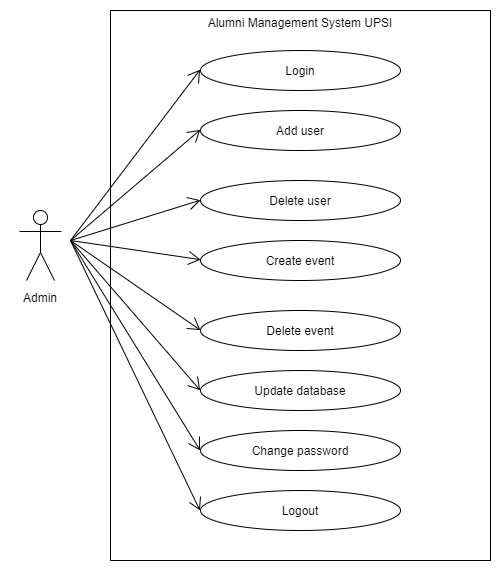 Alumni Management System UPSI
Login
Add user
Delete user
Create event
Admin
Delete event
Update database
Change password
Logout